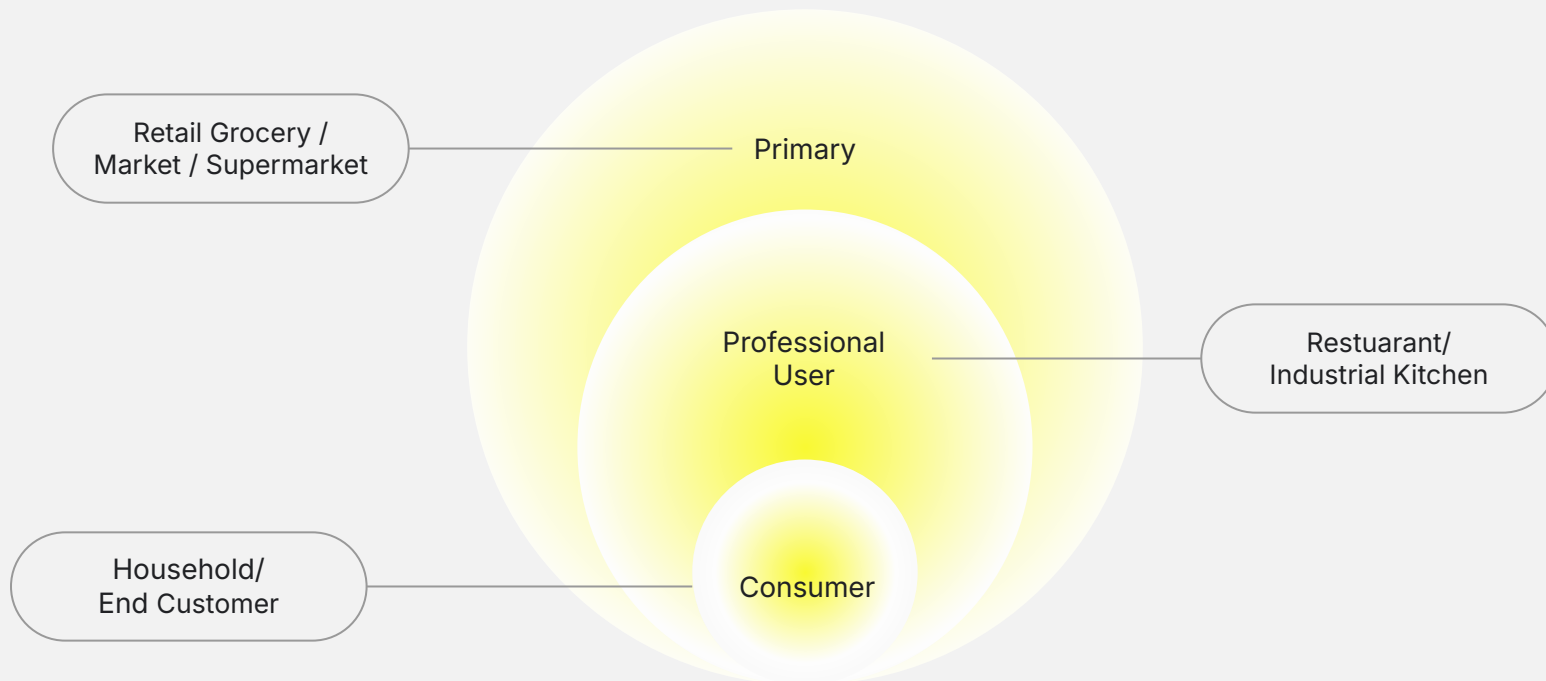 Retail Grocery /
Market / Supermarket
Primary
Professional
User
Restuarant/
Industrial Kitchen
Household/
End Customer
Consumer